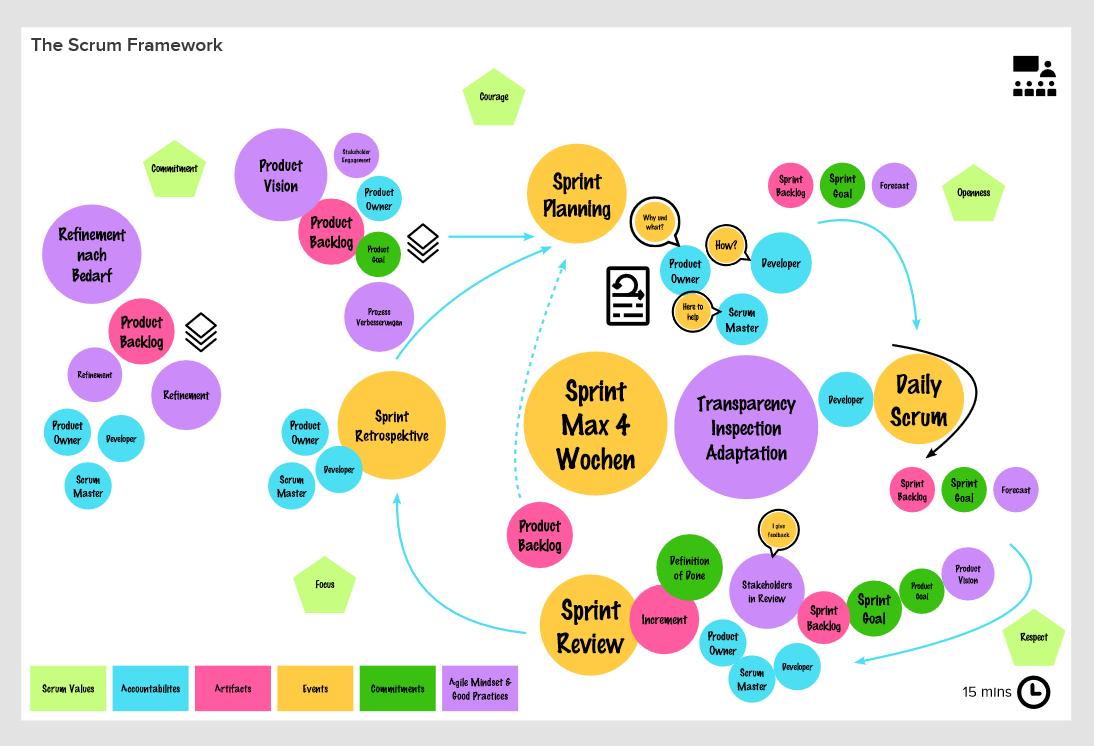 The Scrum Framework
Courage
Commitment
Product
Vision
Stakeholder
Engagement
Product
Owner
Product
Backlog
Product
Goal
Prozess
Verbesserungen
Refinement
nach
Bedarf
Product
Backlog
Refinement
Refinement
Product
Owner
Developer
Scrum
Master
Sprint
Planning
Why und
what?
Product
Owner
How?
Developer
Here to
help
Scrum
Master
Sprint
Backlog
Sprint
Goal
Forecast
Openness
Sprint
Retrospektive
Product
Owner
Developer
Scrum
Master
Sprint
Max 4
Wochen
Transparency
Inspection
Adaptation
Developer
Daily
Scrum
Sprint
Backlog
Sprint
Goal
Forecast
Product
Backlog
Focus
Sprint
Review
Increment
Definition
of Done
I give
feedback
Stakeholders
in Review
Sprint
Backlog
Sprint
Goal
Product
Goal
Product
Vision
Product
Owner
Scrum
Master
Developer
Respect
Scrum Values
Accountabilites
Artifacts
Events
Commitments
Agile Mindset &
Good Practices
15 mins